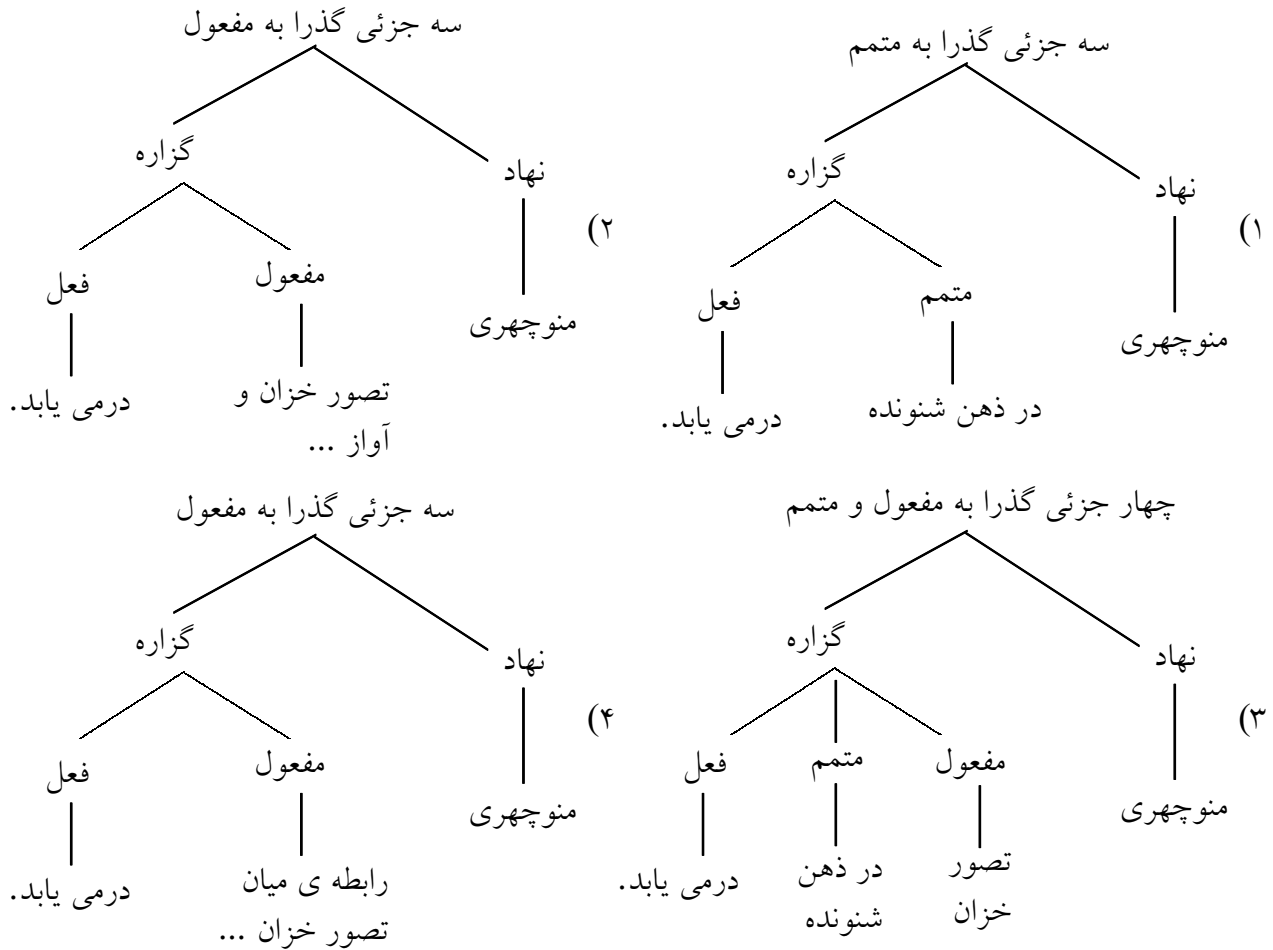 سه جزئی گذرا به متمم
گزاره
نهاد
۱)
متمم
فعل
منوچهری
در ذهن شنونده
درمی یابد.
سه جزئی گذرا به مفعول
گزاره
نهاد
۲)
مفعول
فعل
منوچهری
تصور خزان و
آواز ...
درمی یابد.
چهار جزئی گذرا به مفعول و متمم
گزاره
نهاد
۳)
مفعول
متمم
فعل
منوچهری
تصور
خزان
در ذهن
شنونده
درمی یابد.
سه جزئی گذرا به مفعول
گزاره
نهاد
۴)
مفعول
فعل
منوچهری
رابطه ی میان
تصور خزان ...
درمی یابد.